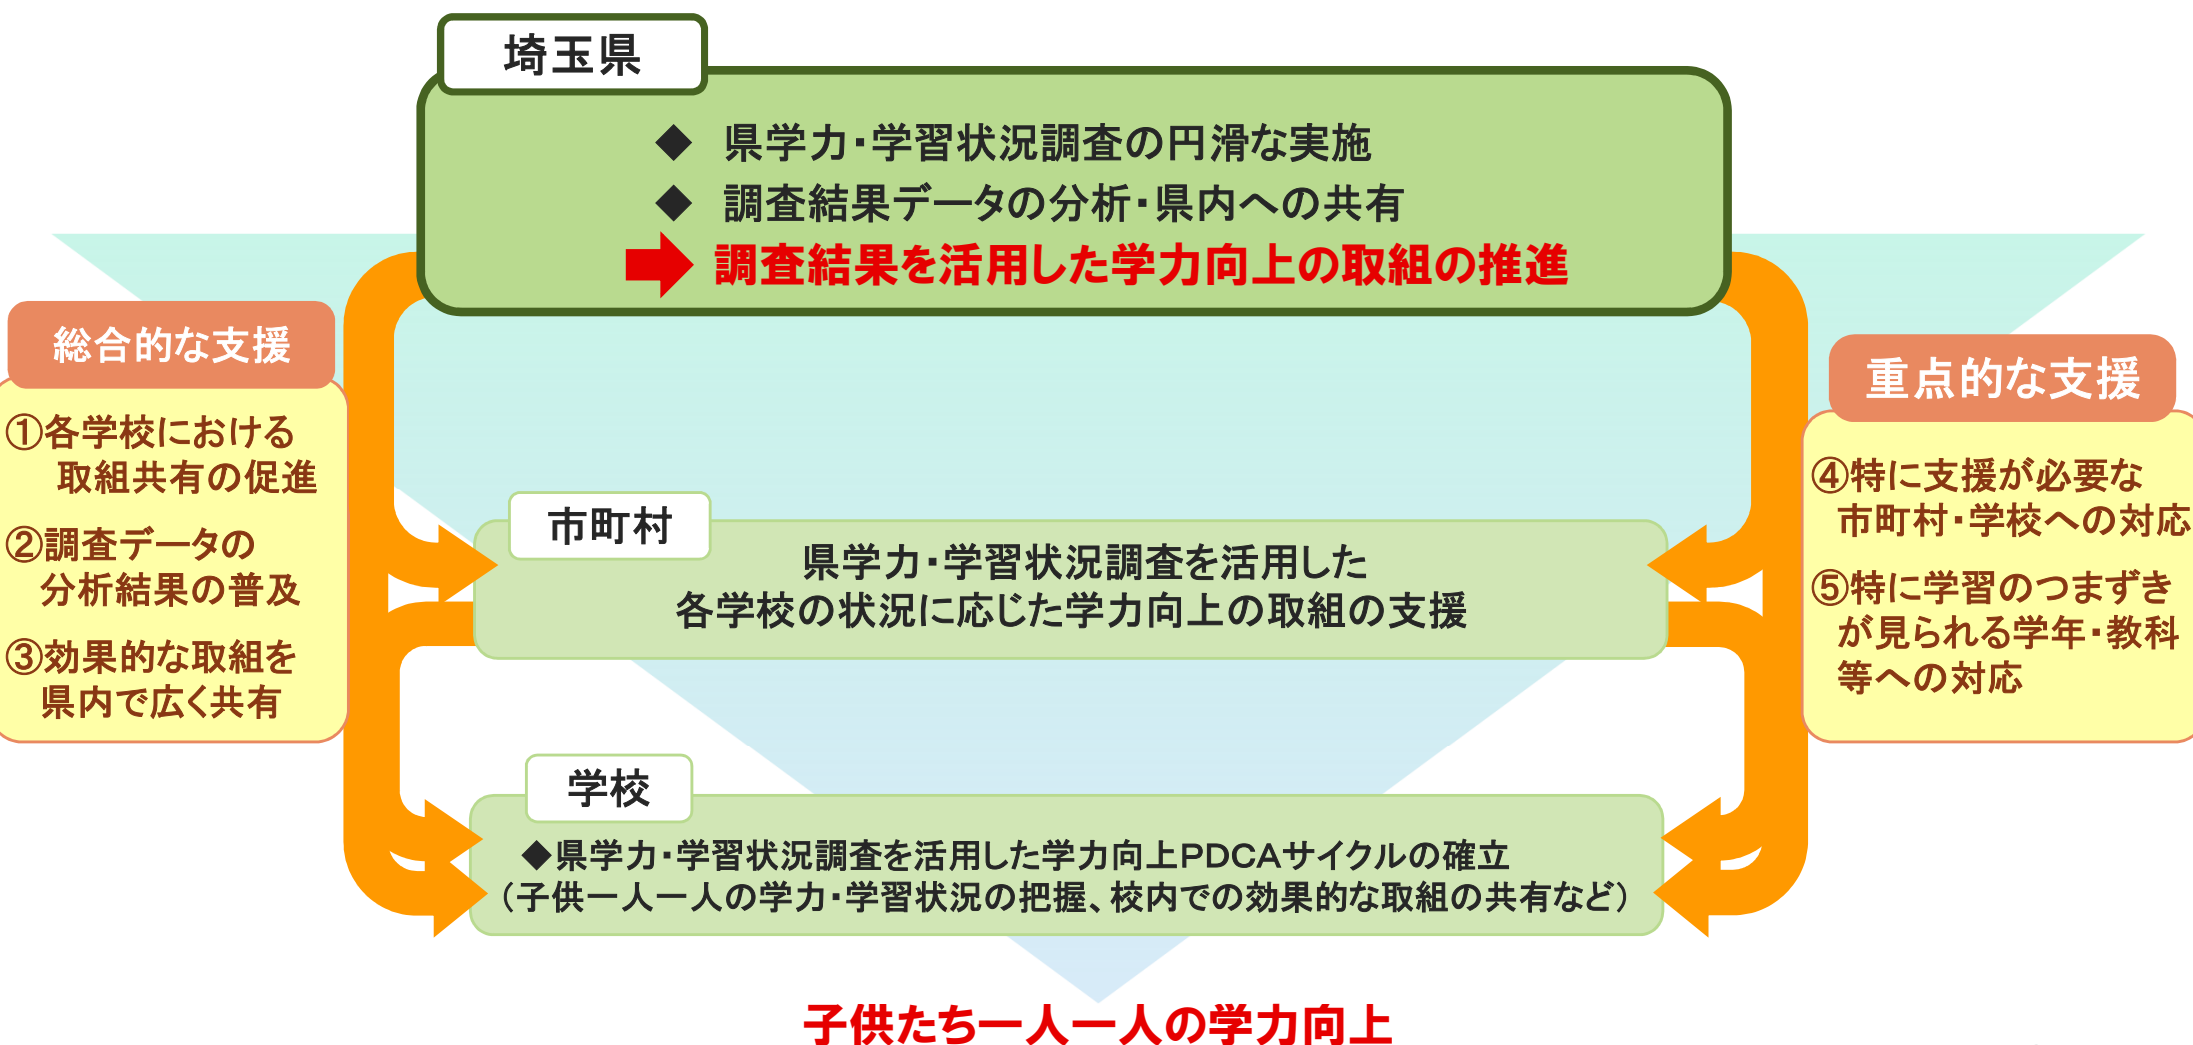 埼玉県
◆ 県学力・学習状況調査の円滑な実施
◆ 調査結果データの分析・県内への共有
調査結果を活用した学力向上の取組の推進
総合的な支援
①各学校における
取組共有の促進
②調査データの
分析結果の普及
③効果的な取組を
県内で広く共有
重点的な支援
④特に支援が必要な
市町村・学校への対応
⑤特に学習のつまずき
が見られる学年・教科
等への対応
市町村
県学力・学習状況調査を活用した
各学校の状況に応じた学力向上の取組の支援
学校
◆県学力・学習状況調査を活用した学力向上PDCAサイクルの確立
（子供一人一人の学力・学習状況の把握、校内での効果的な取組の共有など）
子供たち一人一人の学力向上